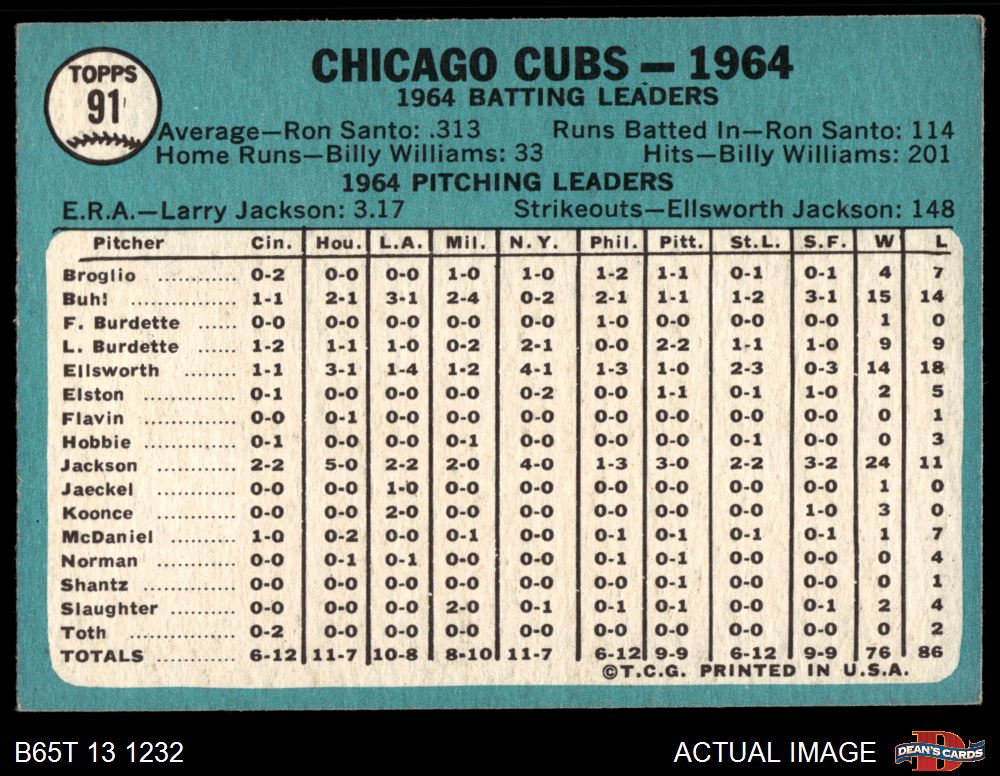 TOPPS
91
CHICAGO CUBS — 1964
1964 BATTING LEADERS
Average—Ron Santo: .313 Runs Batted In—Ron Santo: 114
Home Runs—Billy Williams: 33 Hits—Billy Williams: 201
1964 PITCHING LEADERS
E.R.A.—Larry Jackson: 3.17 Strikeouts—Ellsworth Jackson: 148
Pitcher Cin. Hou. L.A. Mil. N.Y. Phil. Pitt. St.L. S.F. W L
Broglio ............ 0-2 0-0 0-0 1-0 1-0 1-2 1-1 0-1 0-1 4 7
Buhl ................ 1-1 2-1 3-1 2-4 0-2 2-1 1-1 1-2 3-1 15 14
F. Burdette ...... 0-0 0-0 0-0 0-0 0-0 1-0 0-0 0-0 0-0 1 0
L. Burdette ...... 1-2 1-1 1-0 0-2 2-1 0-0 2-2 1-1 1-0 9 9
Ellsworth ........ 1-1 3-1 1-4 1-2 4-1 1-3 1-0 2-3 0-3 14 18
Elston .............. 0-1 0-0 0-0 0-0 0-2 0-0 1-1 0-1 1-0 2 5
Flavin .............. 0-0 0-1 0-0 0-0 0-0 0-0 0-0 0-0 0-0 0 1
Hobbie ............ 0-1 0-0 0-0 0-1 0-0 0-0 0-0 0-1 0-0 0 3
Jackson .......... 2-2 5-0 2-2 2-0 4-0 1-3 3-0 2-2 3-2 24 11
Jaeckel ............ 0-0 0-0 1-0 0-0 0-0 0-0 0-0 0-0 0-0 1 0
Koonce ............ 0-0 0-0 2-0 0-0 0-0 0-0 0-0 0-0 1-0 3 0
McDaniel ........ 1-0 0-2 0-0 0-1 0-0 0-1 0-1 0-1 0-1 1 7
Norman .......... 0-0 0-1 0-1 0-0 0-0 0-1 0-1 0-0 0-0 0 4
Shantz ............ 0-0 0-0 0-0 0-0 0-0 0-0 0-1 0-0 0-0 0 1
Slaughter ........ 0-0 0-0 0-0 2-0 0-1 0-1 0-1 0-0 0-1 2 4
Toth ................ 0-2 0-0 0-0 0-0 0-0 0-0 0-0 0-0 0-0 0 2
TOTALS ............ 6-12 11-7 10-8 8-10 11-7 6-12 9-9 6-12 9-9 76 86
©T.C.G. PRINTED IN U.S.A.
B65T 13 1232 ACTUAL IMAGE
D
DEAN'S CARDS